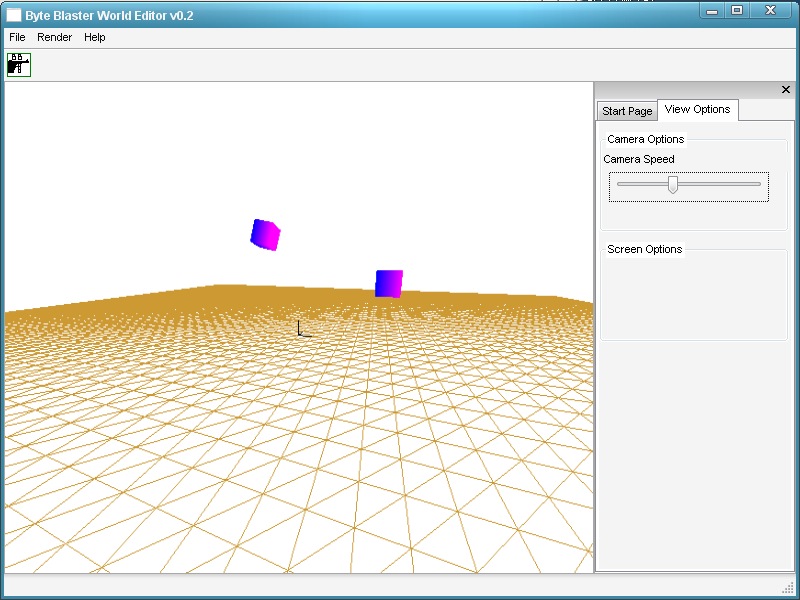 Byte Blaster World Editor v0.2
File Render Help
Start Page View Options
Camera Options
Camera Speed
Screen Options